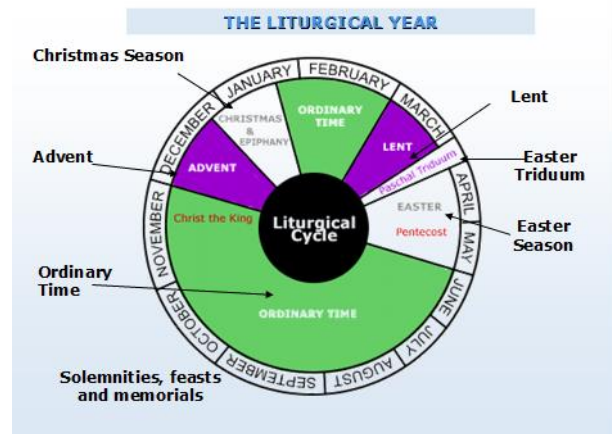 THE LITURGICAL YEAR
Christmas Season
JANUARY
FEBRUARY
MARCH
Lent
DECEMBER
CHRISTMAS
&
EPIPHANY
ORDINARY
TIME
LENT
Advent
ADVENT
Paschal Triduum
Easter
Triduum
APRIL
NOVEMBER
Christ the King
Liturgical
Cycle
EASTER
Pentecost
MAY
Easter
Season
Ordinary
Time
ORDINARY TIME
JUNE
OCTOBER
JULY
SEPTEMBER
AUGUST
Solemnities, feasts
and memorials